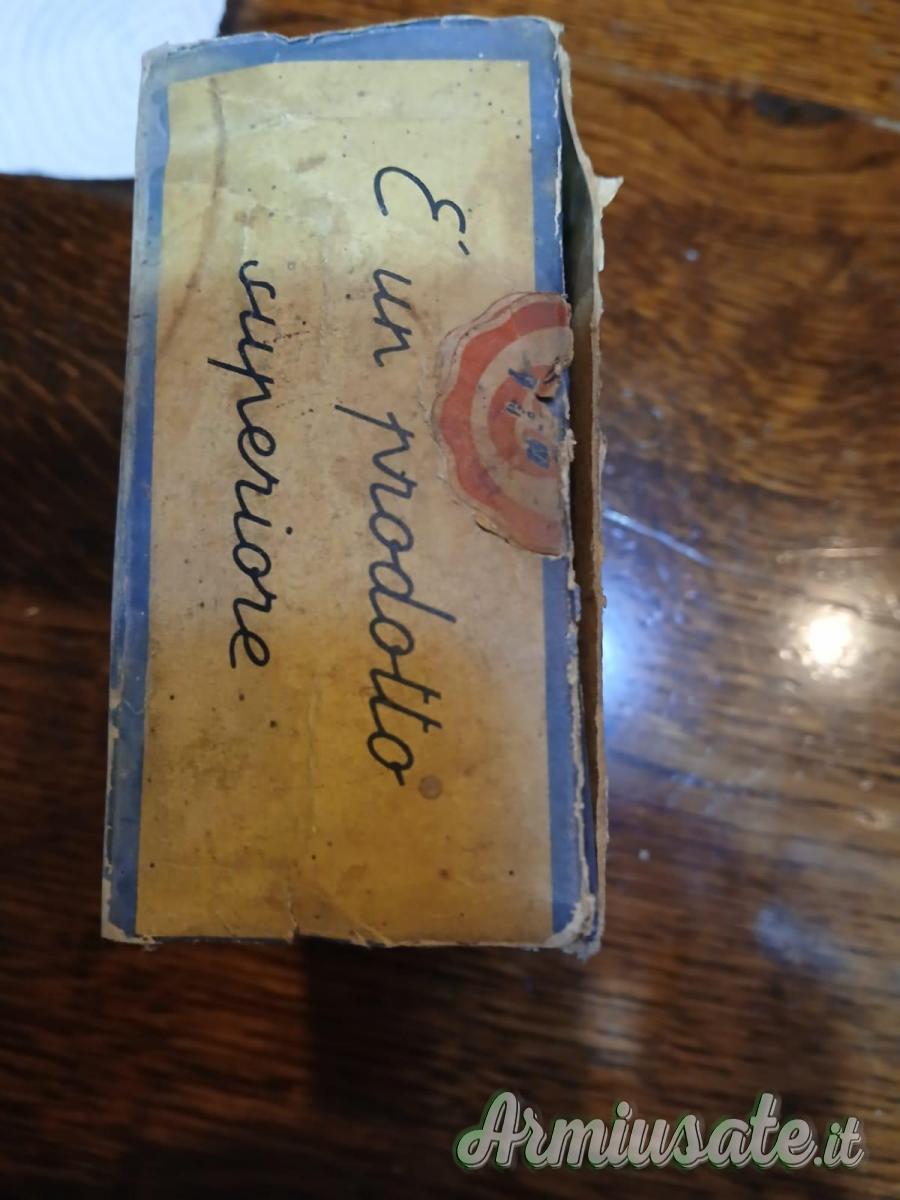 E' un prodotto
superiore
Armiusate.it